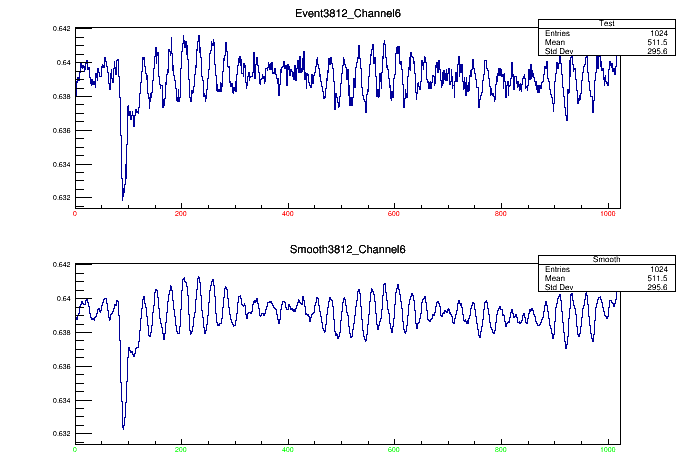 Event3812_Channel6
Test
Entries 1024
Mean 511.5
Std Dev 295.6
0.642
0.64
0.638
0.636
0.634
0.632
0 200 400 600 800 1000
Smooth3812_Channel6
Smooth
Entries 1024
Mean 511.5
Std Dev 295.6
0.642
0.64
0.638
0.636
0.634
0.632
0 200 400 600 800 1000